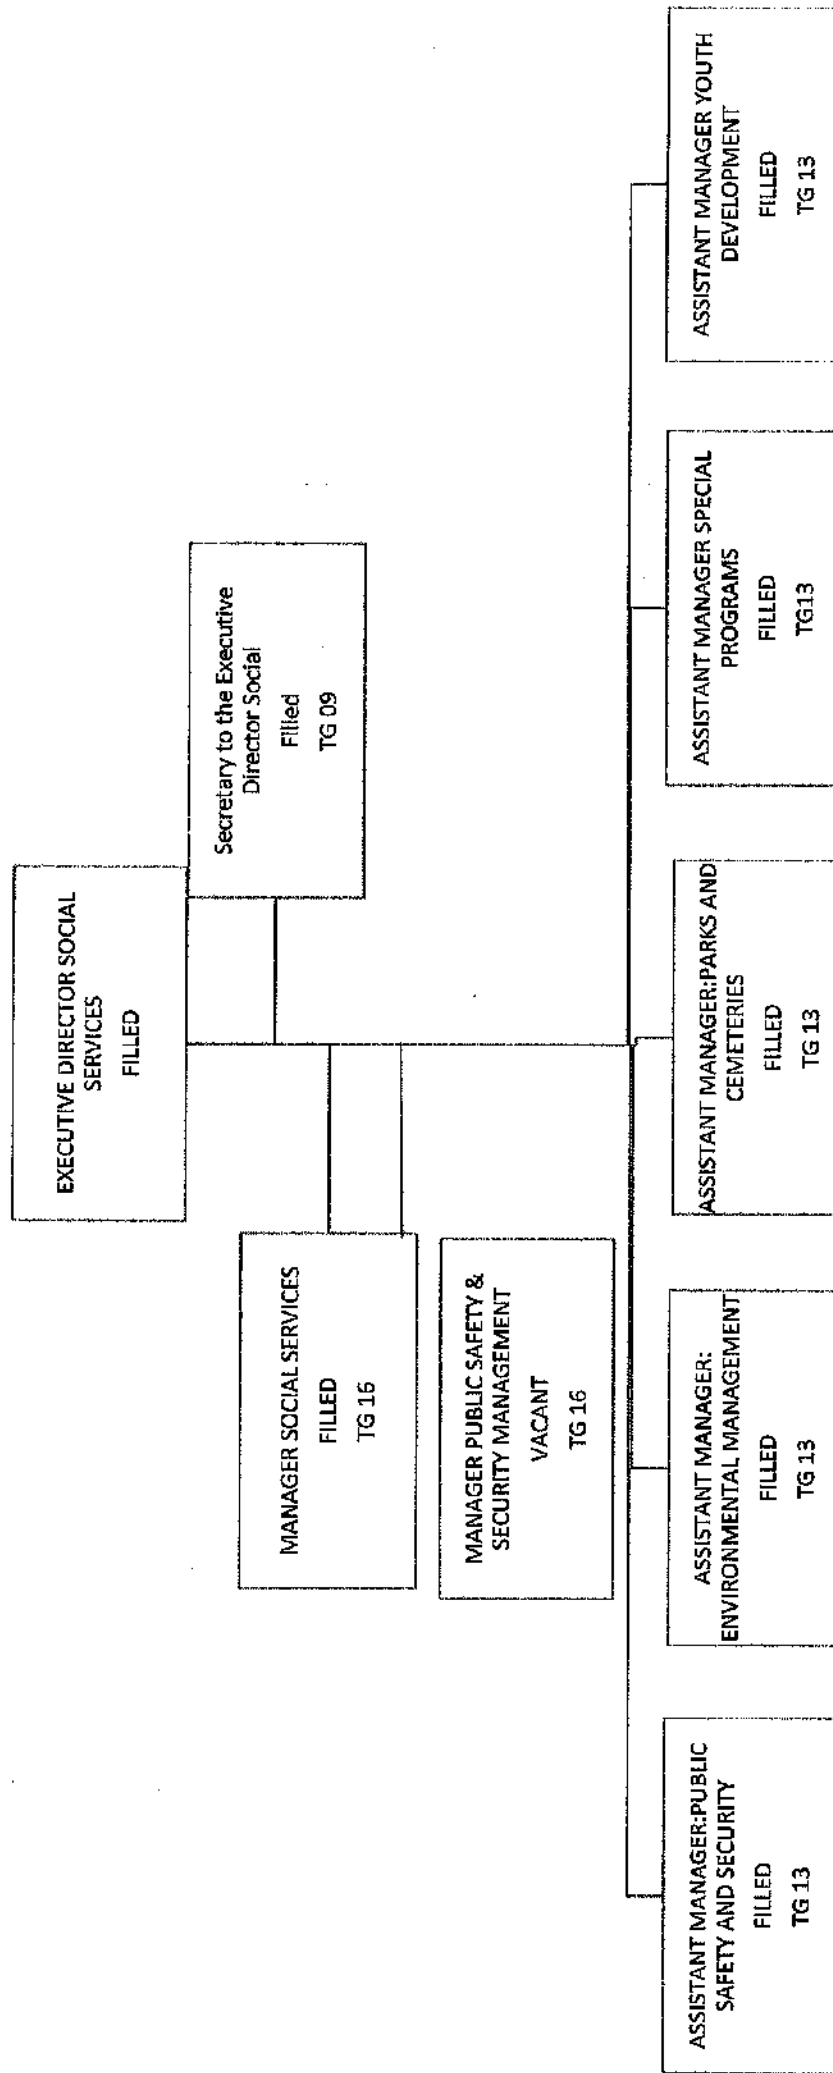 EXECUTIVE DIRECTOR SOCIAL
SERVICES
FILLED
Secretary to the Executive
Director Social
Filled
TG 09
MANAGER SOCIAL SERVICES
FILLED
TG 16
MANAGER PUBLIC SAFETY &
SECURITY MANAGEMENT
VACANT
TG 16
ASSISTANT MANAGER:PUBLIC
SAFETY AND SECURITY
FILLED
TG 13
ASSISTANT MANAGER:
ENVIRONMENTAL MANAGEMENT
FILLED
TG 13
ASSISTANT MANAGER:PARKS AND
CEMETERIES
FILLED
TG 13
ASSISTANT MANAGER SPECIAL
PROGRAMS
FILLED
TG13
ASSISTANT MANAGER YOUTH
DEVELOPMENT
FILLED
TG 13